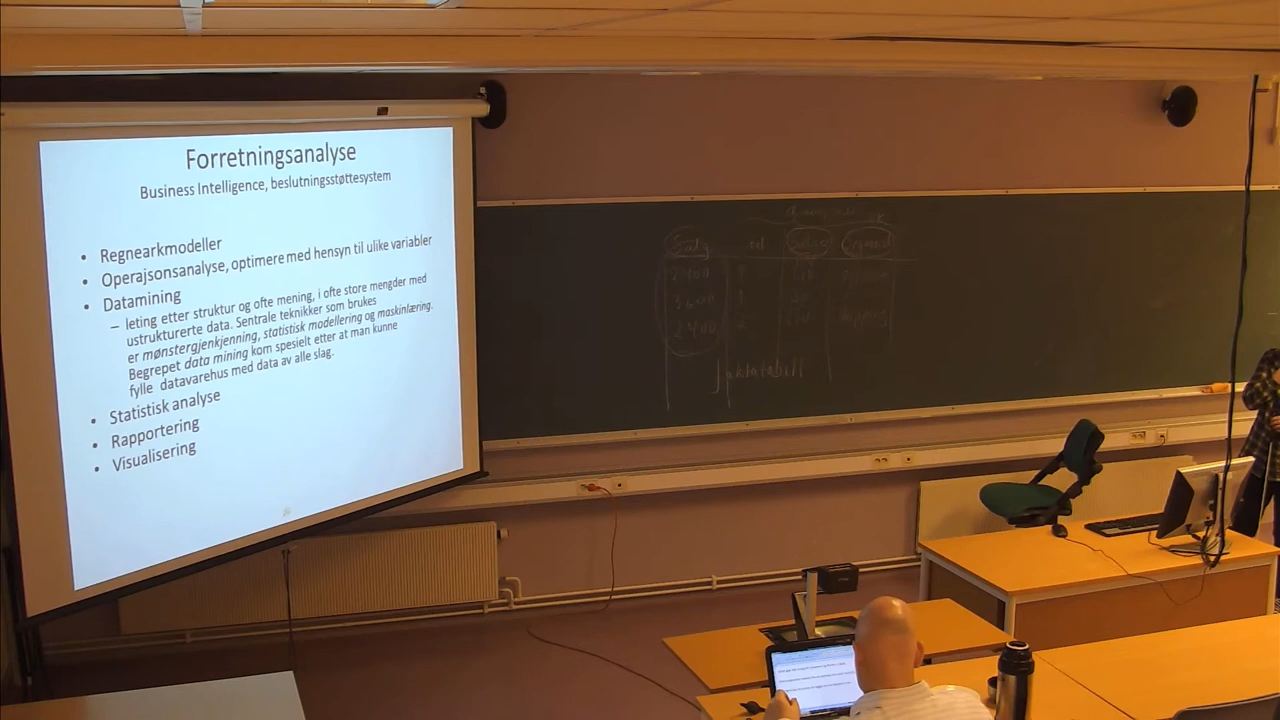 Forretningsanalyse
Business Intelligence, beslutningsstøttesystem
• Regnearkmodeller
• Operajsonsanalyse, optimere med hensyn til ulike variabler
• Datamining
– leting etter struktur og ofte mening, i ofte store mengder med
ustrukturerte data. Sentrale teknikker som brukes
er mønstergjenkjenning, statistisk modellering og maskinlæring.
Begrepet data mining kom spesielt etter at man kunne
fylle datavarehus med data av alle slag.
• Statistisk analyse
• Rapportering
• Visualisering
Salg
faktatabell